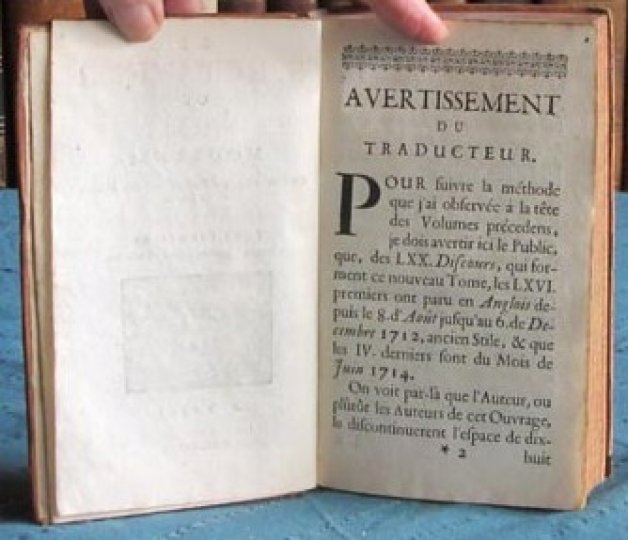 AVERTISSEMENT
DU
TRADUCTEUR.
POUR suivre la méthode
que j'ai observée à la tête
des Volumes précedens,
je dois avertir ici le Public,
que, des LXX. Discours, qui for-
ment ce nouveau Tome, les LXVI.
premiers ont paru en Anglois de-
puis le 8. d'Août jusqu'au 6. de De-
cembre 1712, ancien Stile, & que
les IV. derniers sont du Mois de
Juin 1714.
On voit par-là que l'Auteur, ou
plûtôt les Auteurs de cet Ouvrage,
le discontinuerent l'espace de dix-
* 2 huit